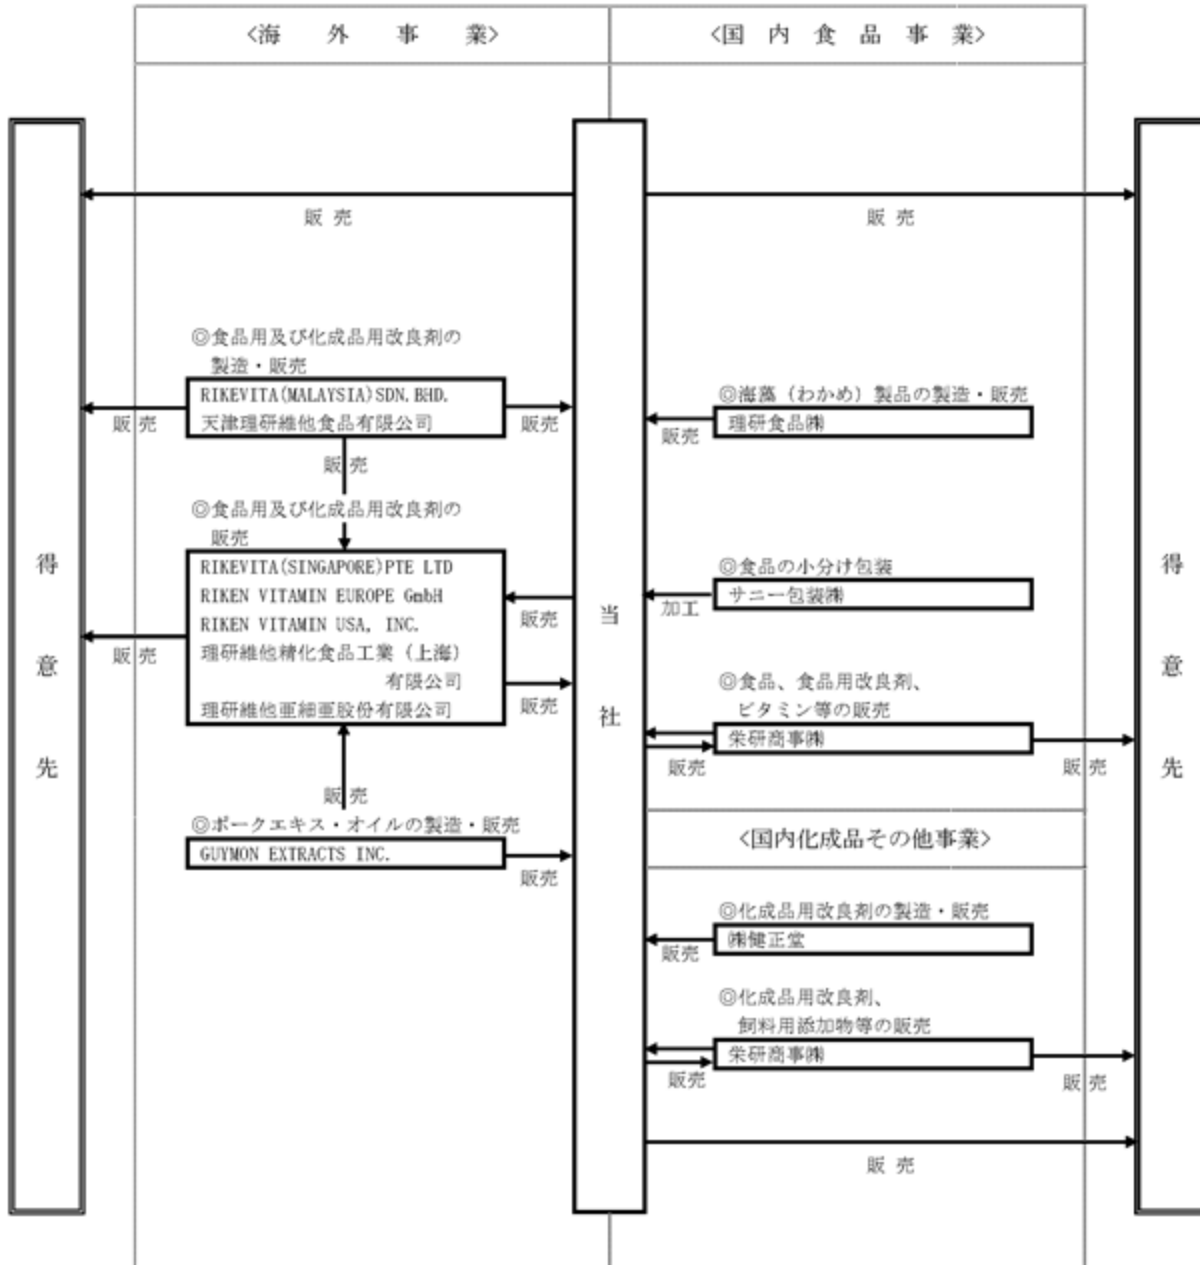 <海外事業>
<国内食品事業>
得意先
当社
得意先
販売
販売
◎食品用及び化成品用改良剤の
製造・販売
RIKEVITA(MALAYSIA)SDN.BHD.
天津理研維他食品有限公司
販売
販売
販売
◎食品用及び化成品用改良剤の
販売
RIKEVITA(SINGAPORE)PTE LTD
RIKEN VITAMIN EUROPE GmbH
RIKEN VITAMIN USA, INC.
理研維他精化食品工業（上海）
有限公司
理研維他亜細亜股份有限公司
販売
販売
販売
販売
◎ポークエキス・オイルの製造・販売
GUYMON EXTRACTS INC.
販売
◎海藻（わかめ）製品の製造・販売
理研食品㈱
販売
◎食品の小分け包装
サニー包装㈱
加工
◎食品、食品用改良剤、
ビタミン等の販売
栄研商事㈱
販売
販売
<国内化成品その他事業>
◎化成品用改良剤の製造・販売
㈱健正堂
販売
◎化成品用改良剤、
飼料用添加物等の販売
栄研商事㈱
販売
販売
販売